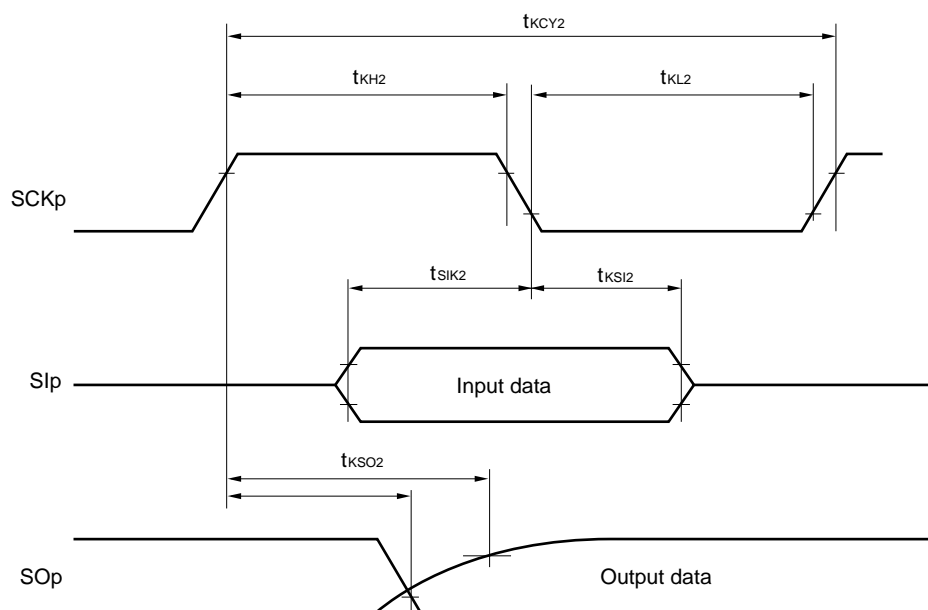 tKCY2
tKH2
tKL2
SCKp
tSIK2
tKSI2
SIp
Input data
tKSO2
SOp
Output data